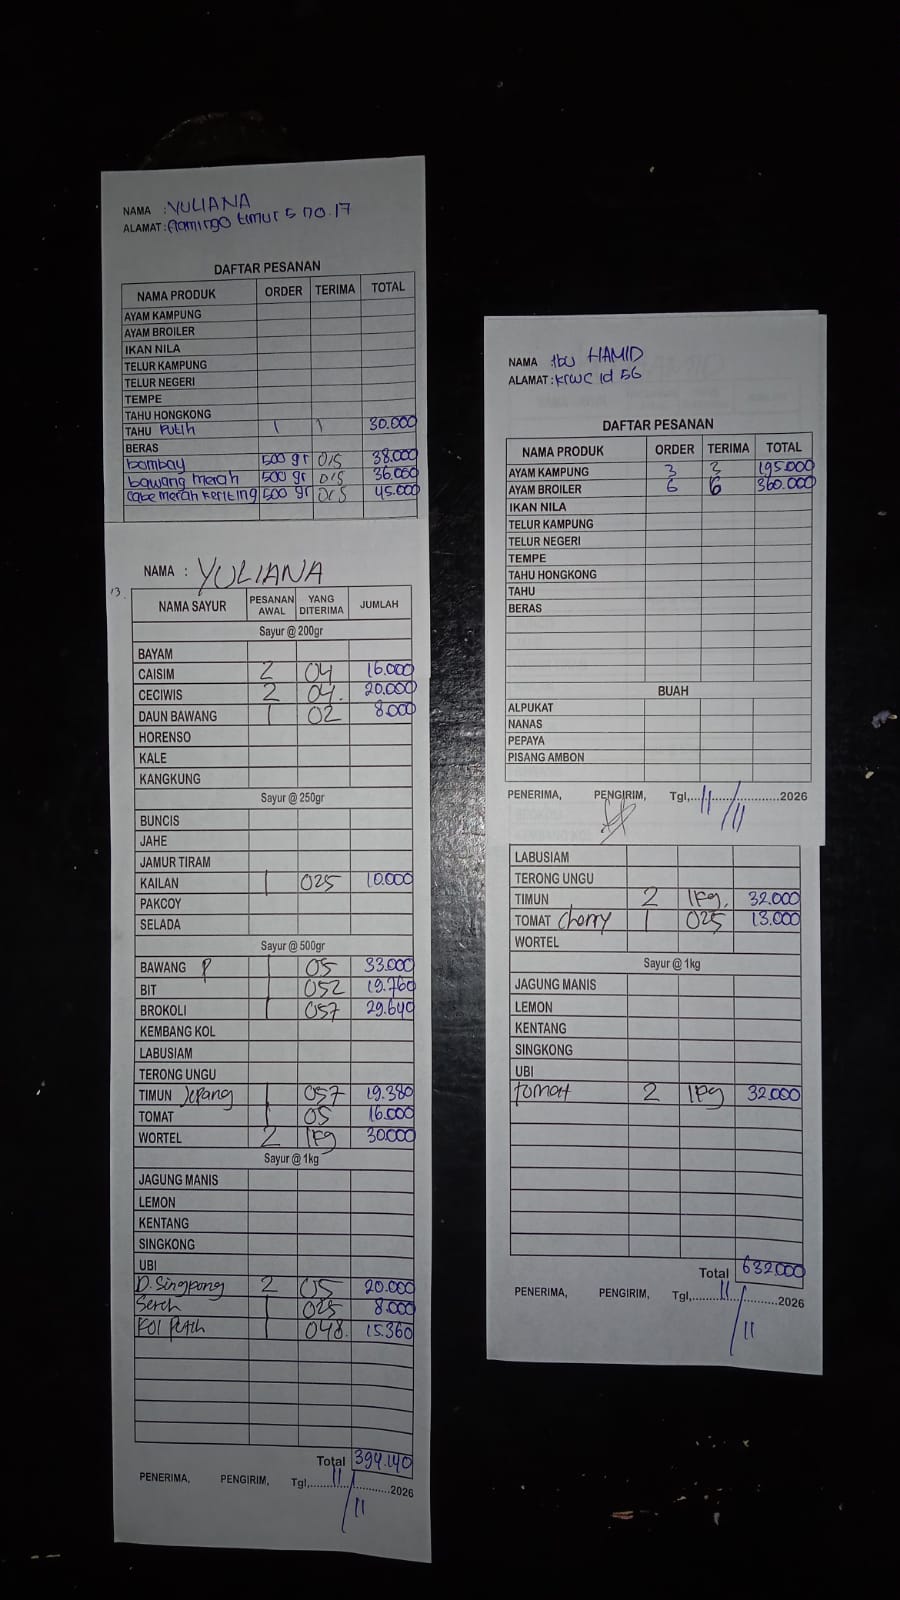 NAMA : YULIANA
ALAMAT : flamingo timur 5 no.17
DAFTAR PESANAN
NAMA PRODUK ORDER TERIMA TOTAL
AYAM KAMPUNG
AYAM BROILER
IKAN NILA
TELUR KAMPUNG
TELUR NEGERI
TEMPE
TAHU HONGKONG
TAHU Putih 1 1 30.000
BERAS
bombay 500 gr 0,5 38.000
bawang merah 500 gr 0,5 36.000
cabe merah keriting 500 gr 0,5 45.000
NAMA : YULIANA
13.
NAMA SAYUR PESANAN AWAL YANG DITERIMA JUMLAH
Sayur @ 200gr
BAYAM
CAISIM 2 04 16.000
CECIWIS 2 04. 20.000
DAUN BAWANG 1 02 8.000
HORENSO
KALE
KANGKUNG
Sayur @ 250gr
BUNCIS
JAHE
JAMUR TIRAM
KAILAN 1 025 10.000
PAKCOY
SELADA
Sayur @ 500gr
BAWANG P 1 05 33.000
BIT 1 052 19.760
BROKOLI 1 057 29.640
KEMBANG KOL
LABUSIAM
TERONG UNGU
TIMUN Jepang 1 057 19.380
TOMAT 1 05 16.000
WORTEL 2 1kg 30.000
Sayur @ 1kg
JAGUNG MANIS
LEMON
KENTANG
SINGKONG
UBI
D. Singkong 2 05 20.000
Sereh 1 025 8.000
KOl Putih 1 048. 15.360
Total 394.140
PENERIMA, PENGIRIM, Tgl,....11/11....2026
NAMA : Ibu HAMID
ALAMAT : krwc id 56
DAFTAR PESANAN
NAMA PRODUK ORDER TERIMA TOTAL
AYAM KAMPUNG 3 3 195.000
AYAM BROILER 6 6 360.000
IKAN NILA
TELUR KAMPUNG
TELUR NEGERI
TEMPE
TAHU HONGKONG
TAHU
BERAS
BUAH
ALPUKAT
NANAS
PEPAYA
PISANG AMBON
PENERIMA, PENGIRIM, Tgl,...11/11...2026
LABUSIAM
TERONG UNGU
TIMUN 2 1kg. 32.000
TOMAT Cherry 1 025 13.000
WORTEL
Sayur @ 1kg
JAGUNG MANIS
LEMON
KENTANG
SINGKONG
UBI
tomat 2 1kg 32.000
Total 632.000
PENERIMA, PENGIRIM, Tgl,...11/11...2026